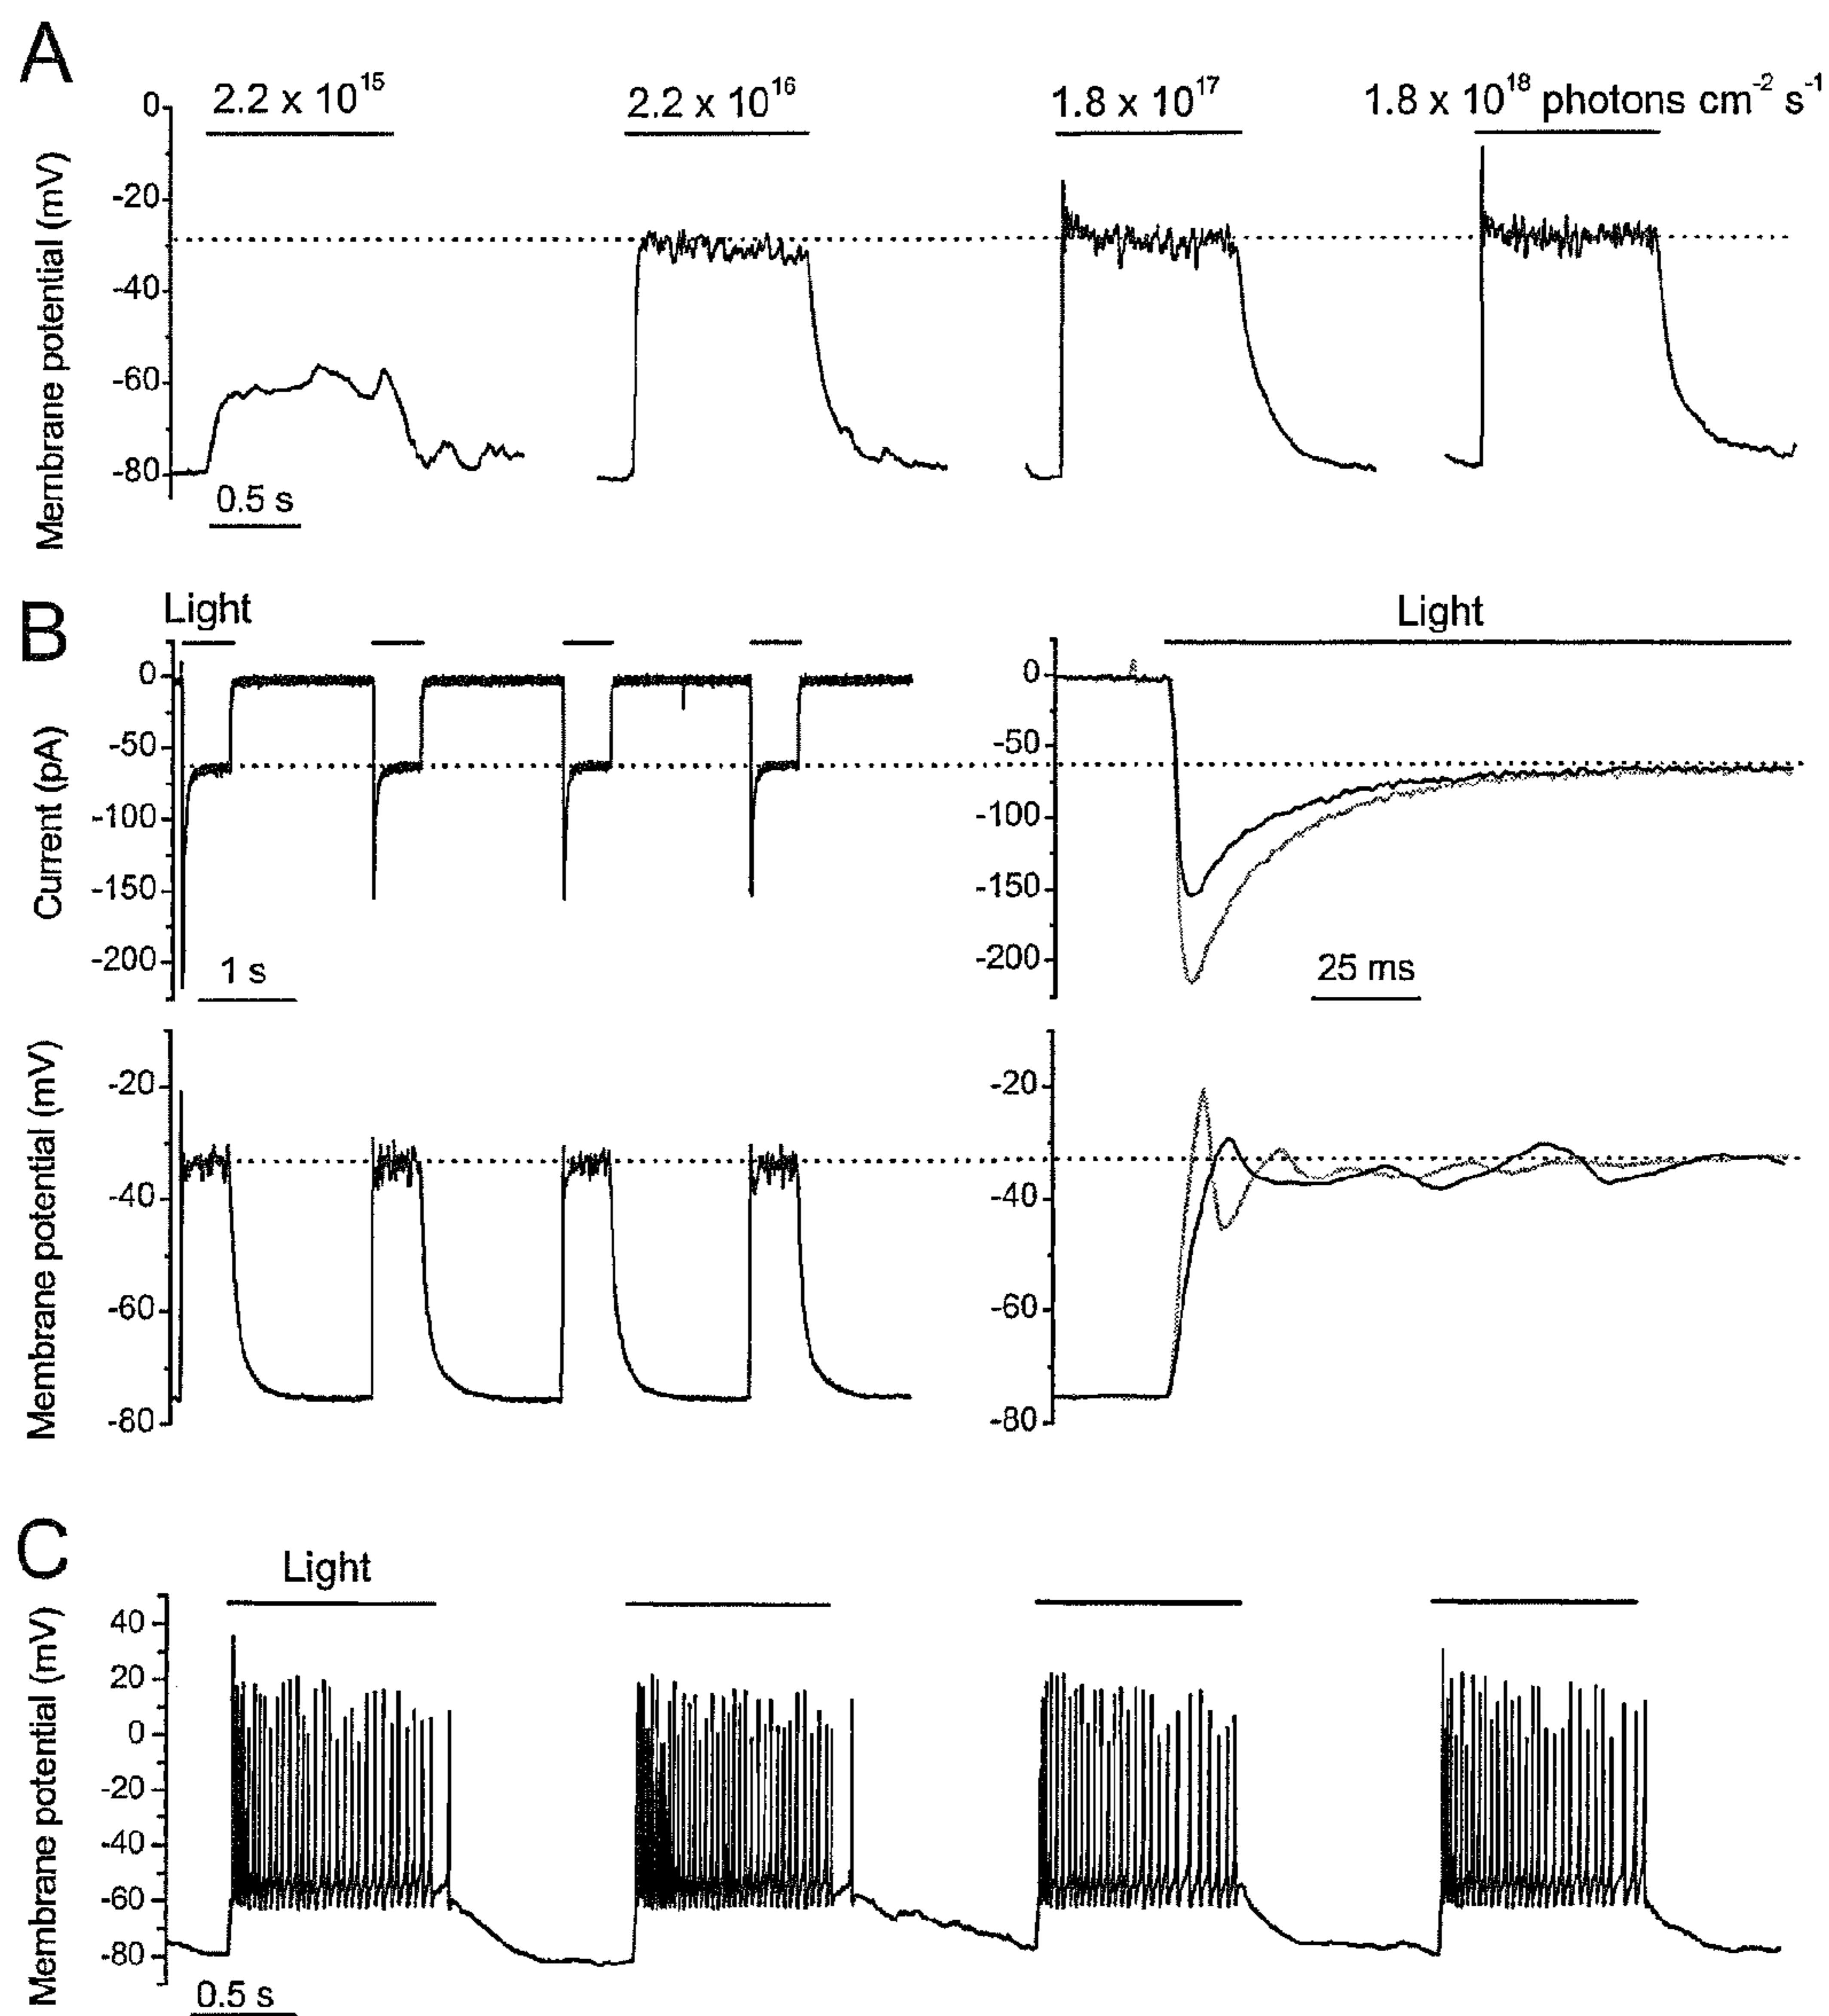 A
2.2 x 10^15 2.2 x 10^16 1.8 x 10^17 1.8 x 10^18 photons cm^-2 s^-1
Membrane potential (mV)
0
-20
-40
-60
-80
0.5 s
B
Light
Light
Current (pA)
0
-50
-100
-150
-200
1 s
0
-50
-100
-150
-200
25 ms
Membrane potential (mV)
-20
-40
-60
-80
-20
-40
-60
-80
C
Light
Membrane potential (mV)
40
20
0
-20
-40
-60
-80
0.5 s